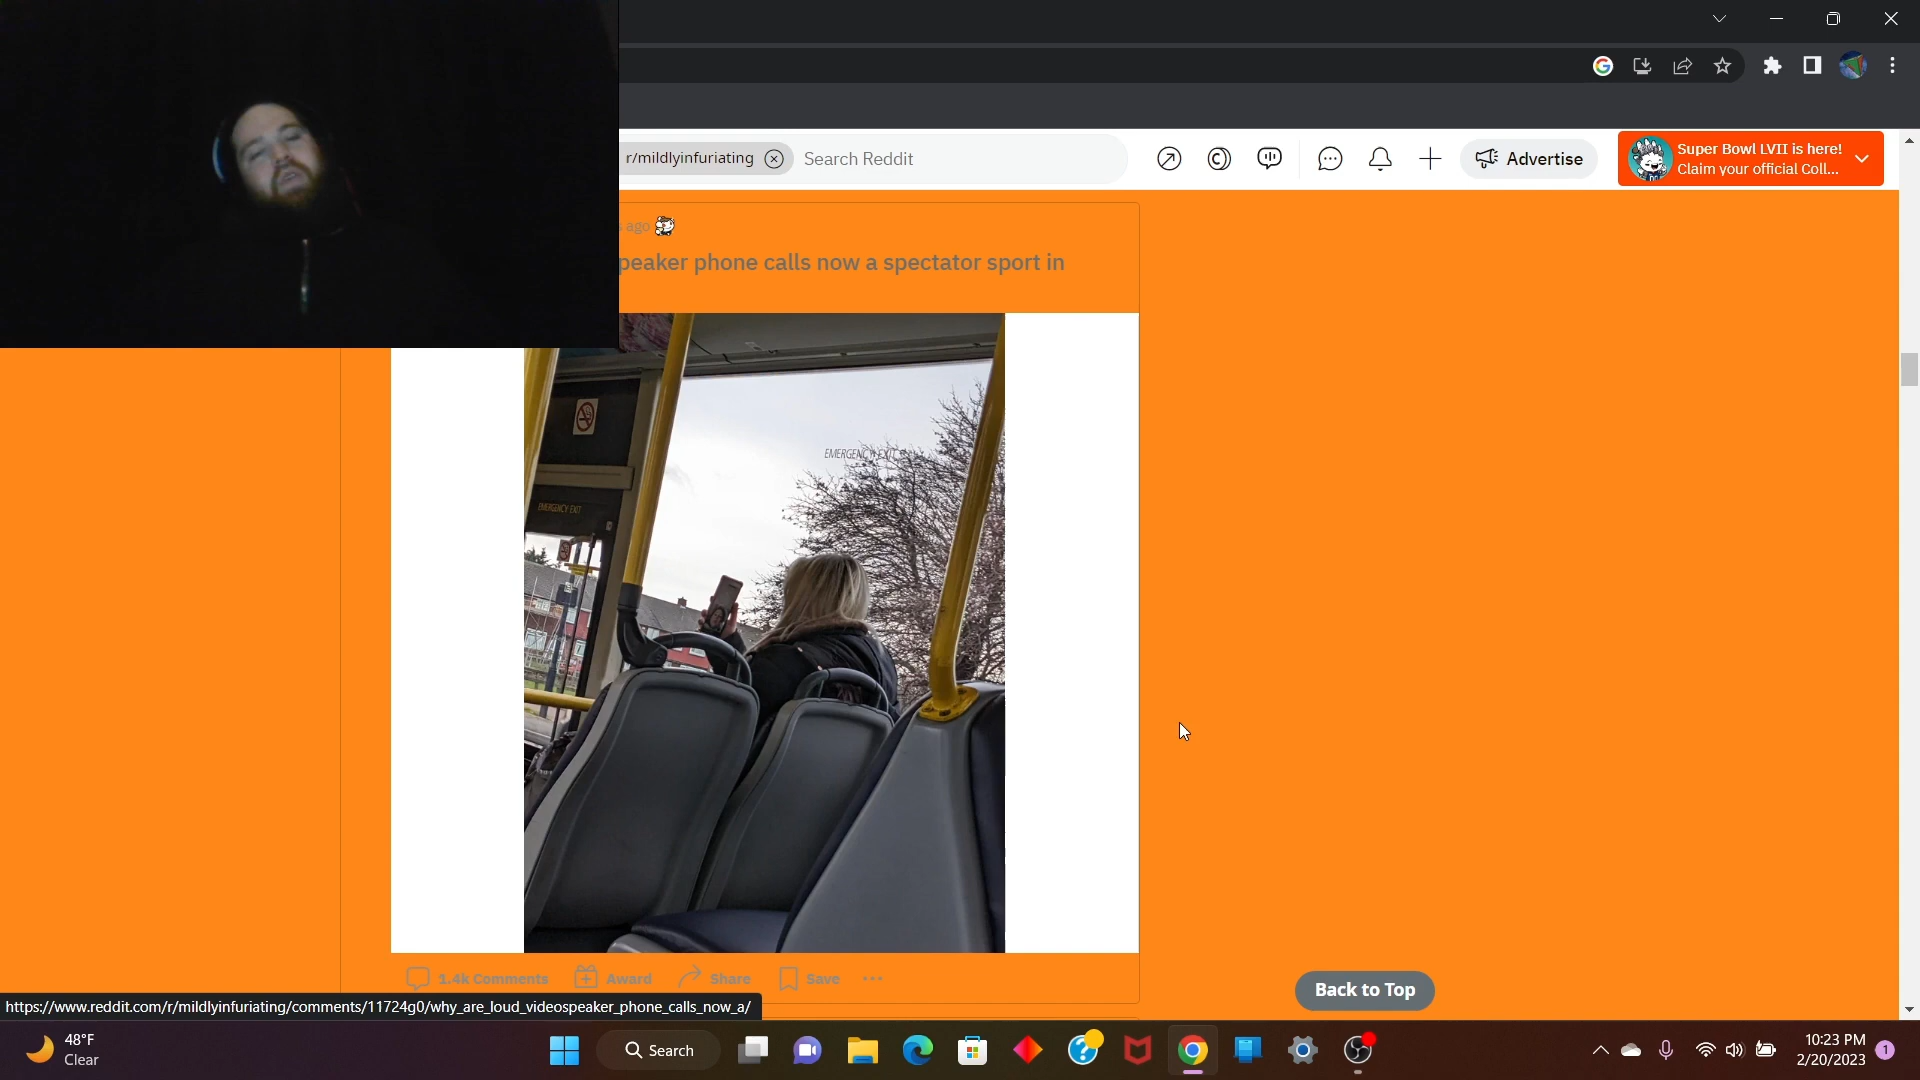 r/mildlyinfuriating
Search Reddit
Advertise
Super Bowl LVII is here!
Claim your official Coll...
s ago
peaker phone calls now a spectator sport in
EMERGENCY EXIT
EMERGENCY EXIT
1.4k Comments
Award
Share
Save
Back to Top
https://www.reddit.com/r/mildlyinfuriating/comments/11724g0/why_are_loud_videospeaker_phone_calls_now_a/
48°F
Clear
Search
10:23 PM
2/20/2023
1